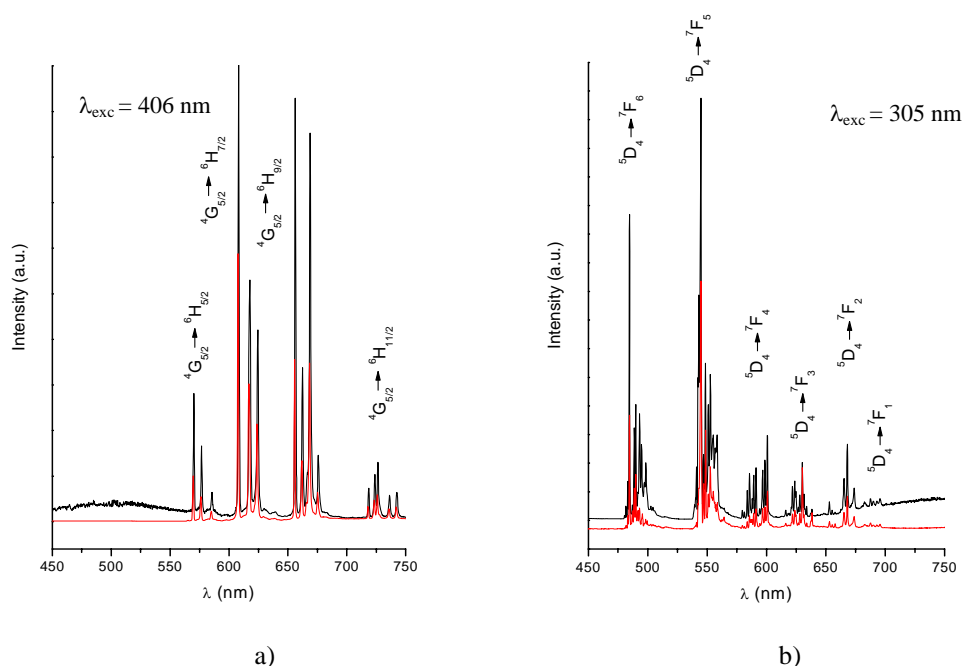 λexc = 406 nm
⁴G₅/₂ → ⁶H₅/₂
⁴G₅/₂ → ⁶H₇/₂
⁴G₅/₂ → ⁶H₉/₂
⁴G₅/₂ → ⁶H₁₁/₂
Intensity (a.u.)
450 500 550 600 650 700 750
λ (nm)
a)
λexc = 305 nm
⁵D₄ → ⁷F₆
⁵D₄ → ⁷F₅
⁵D₄ → ⁷F₄
⁵D₄ → ⁷F₃
⁵D₄ → ⁷F₂
⁵D₄ → ⁷F₁
Intensity (a.u.)
450 500 550 600 650 700 750
λ (nm)
b)